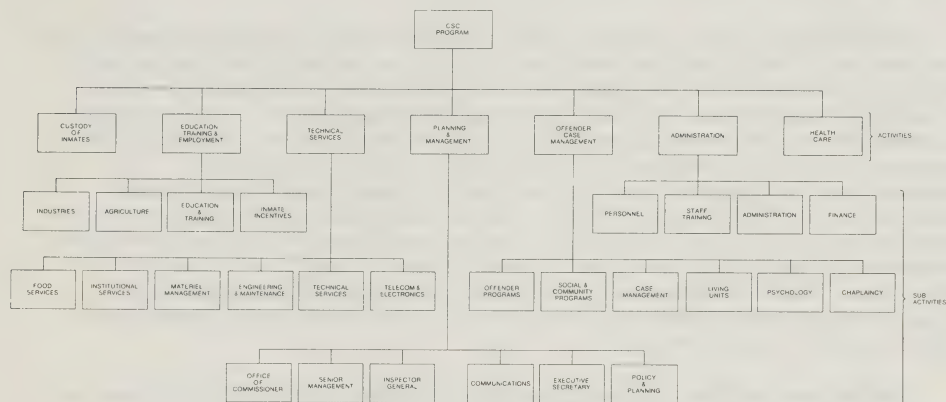 CSC
PROGRAM
CUSTODY
OF
INMATES
EDUCATION
TRAINING &
EMPLOYMENT
TECHNICAL
SERVICES
PLANNING
&
MANAGEMENT
OFFENDER
CASE
MANAGEMENT
ADMINISTRATION
HEALTH
CARE
ACTIVITIES
INDUSTRIES
AGRICULTURE
EDUCATION
&
TRAINING
INMATE
INCENTIVES
PERSONNEL
STAFF
TRAINING
ADMINISTRATION
FINANCE
FOOD
SERVICES
INSTITUTIONAL
SERVICES
MATERIEL
MANAGEMENT
ENGINEERING
& MAINTENANCE
TECHNICAL
SERVICES
TELECOM &
ELECTRONICS
OFFENDER
PROGRAMS
SOCIAL &
COMMUNITY
PROGRAMS
CASE
MANAGEMENT
LIVING
UNITS
PSYCHOLOGY
CHAPLAINCY
SUB
ACTIVITIES
OFFICE
OF
COMMISSIONER
SENIOR
MANAGEMENT
INSPECTOR
GENERAL
COMMUNICATIONS
EXECUTIVE
SECRETARY
POLICY
&
PLANNING